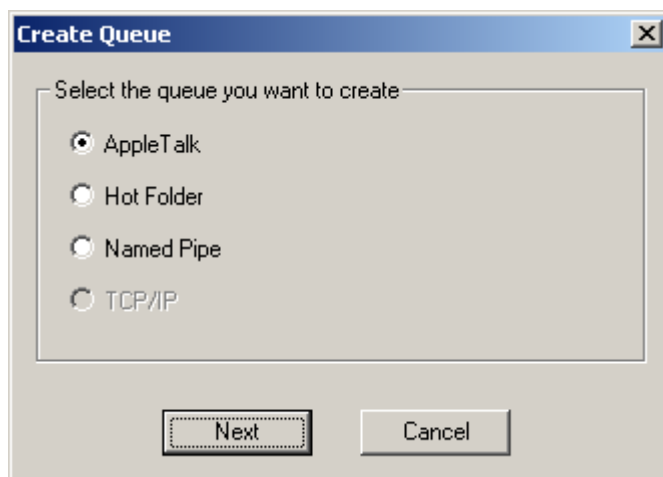 Create Queue
Select the queue you want to create
AppleTalk
Hot Folder
Named Pipe
TCP/IP
Next Cancel